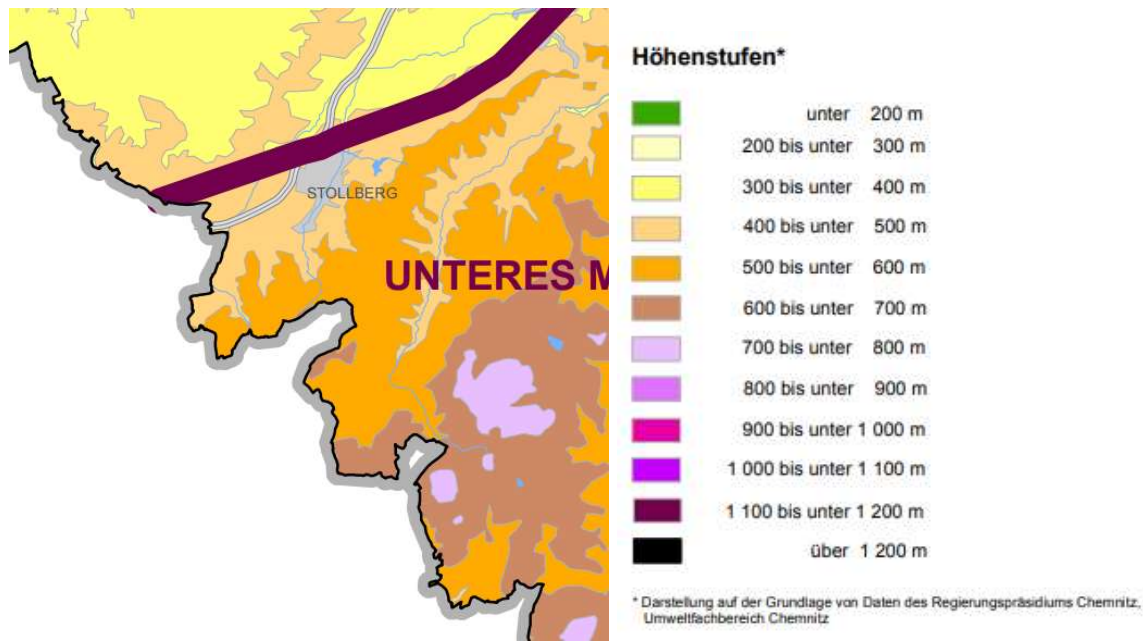 STOLLBERG
UNTERES M
Höhenstufen*
unter 200 m
200 bis unter 300 m
300 bis unter 400 m
400 bis unter 500 m
500 bis unter 600 m
600 bis unter 700 m
700 bis unter 800 m
800 bis unter 900 m
900 bis unter 1 000 m
1 000 bis unter 1 100 m
1 100 bis unter 1 200 m
über 1 200 m
* Darstellung auf der Grundlage von Daten des Regierungspräsidiums Chemnitz,
Umweltfachbereich Chemnitz